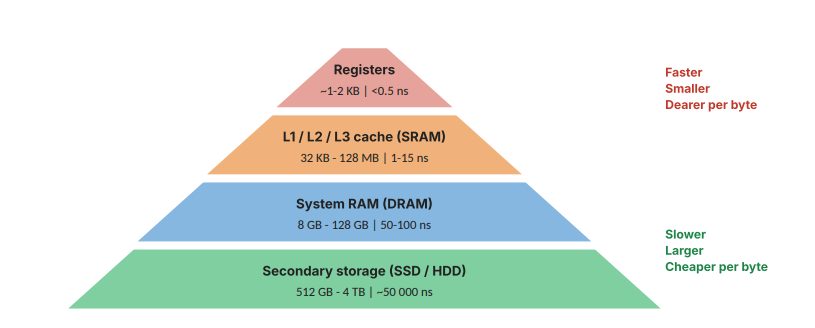 Registers
~1-2 KB | <0.5 ns
L1 / L2 / L3 cache (SRAM)
32 KB - 128 MB | 1-15 ns
System RAM (DRAM)
8 GB - 128 GB | 50-100 ns
Secondary storage (SSD / HDD)
512 GB - 4 TB | ~50 000 ns
Faster
Smaller
Dearer per byte
Slower
Larger
Cheaper per byte